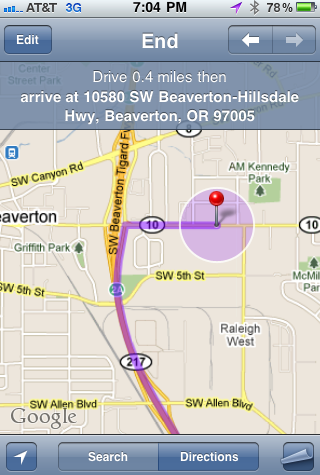 AT&T 3G 7:04 PM 78%
Edit End
Drive 0.4 miles then
arrive at 10580 SW Beaverton-Hillsdale
Hwy, Beaverton, OR 97005
Center
Street Park
8
SW Canyon Rd
AM Kennedy
Park
SW Beaverton Tigard Fw
eaverton
10
10
Griffith Park
SW 5th St
McMill
Park
SW 5th St
2A
Raleigh
West
217
SW Allen Blvd
SW Allen Blvd
Google
Search Directions